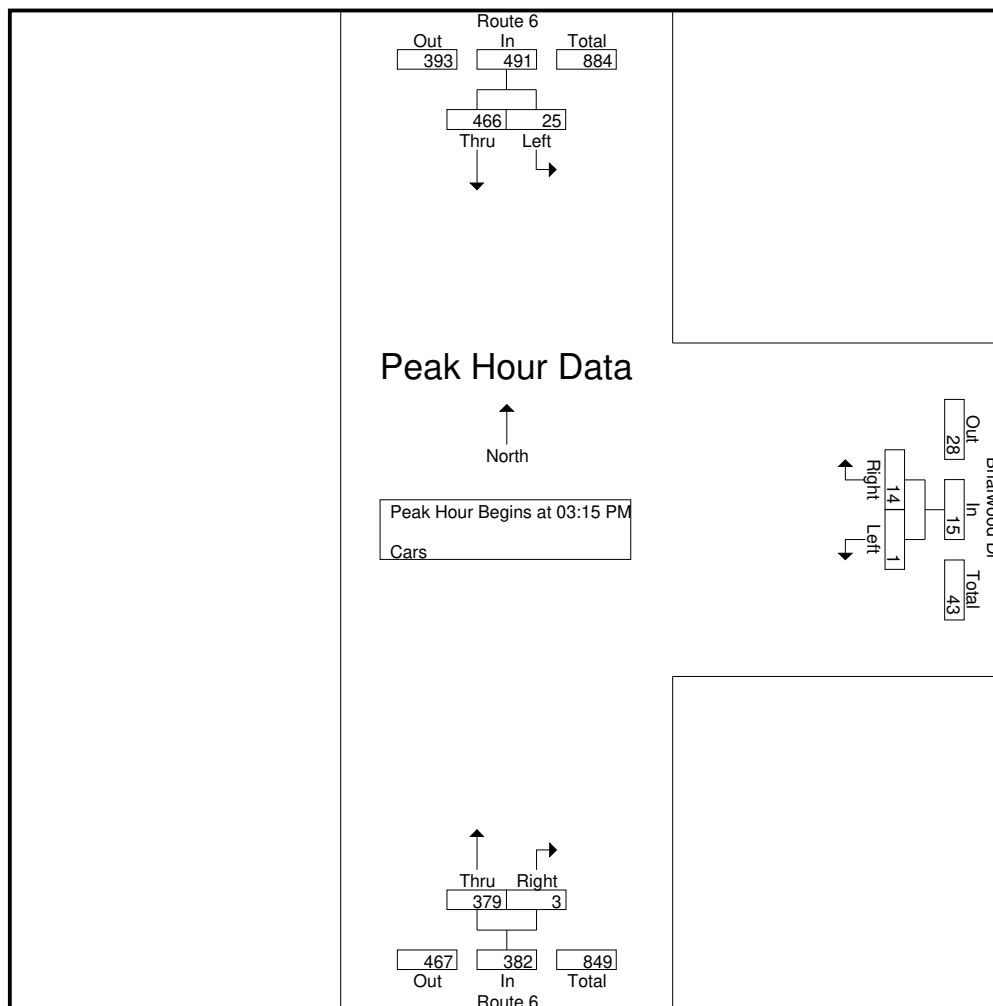 Route 6
Out In Total
393 491 884
466 25
Thru Left
Peak Hour Data
North
Peak Hour Begins at 03:15 PM
Cars
Right Left
14 1
Out In Total
28 15 43
Thru Right
379 3
467 382 849
Out In Total
Route 6